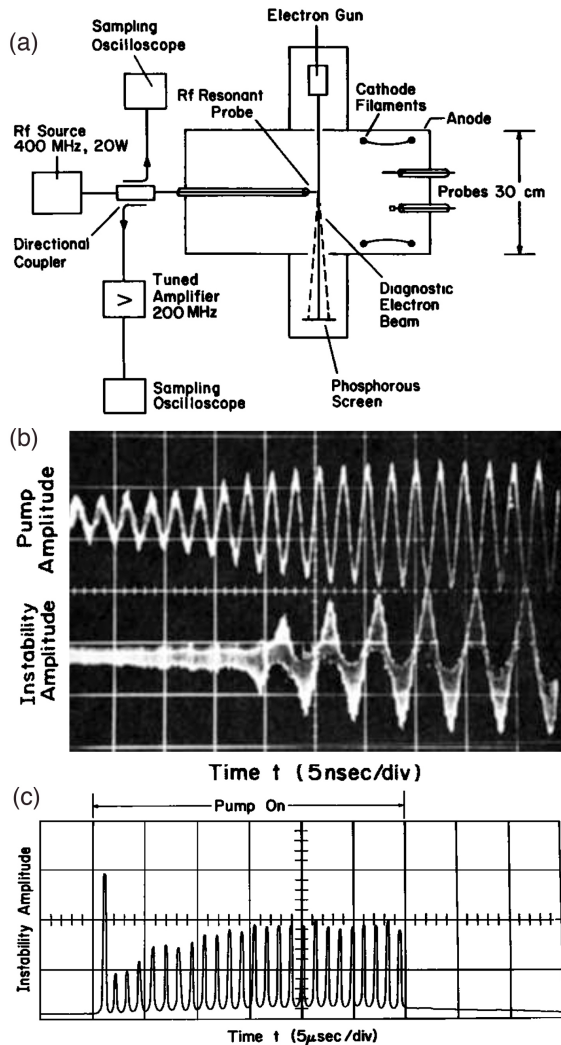 (a)
Sampling
Oscilloscope
Electron Gun
Rf Resonant
Probe
Cathode
Filaments
Anode
Rf Source
400 MHz, 20W
Probes 30 cm
Directional
Coupler
Tuned
Amplifier
200 MHz
>
Diagnostic
Electron
Beam
Sampling
Oscilloscope
Phosphorous
Screen
(b)
Pump
Amplitude
Instability
Amplitude
Time t (5nsec/div)
(c)
Pump On
Instability Amplitude
Time t (5μsec/div)